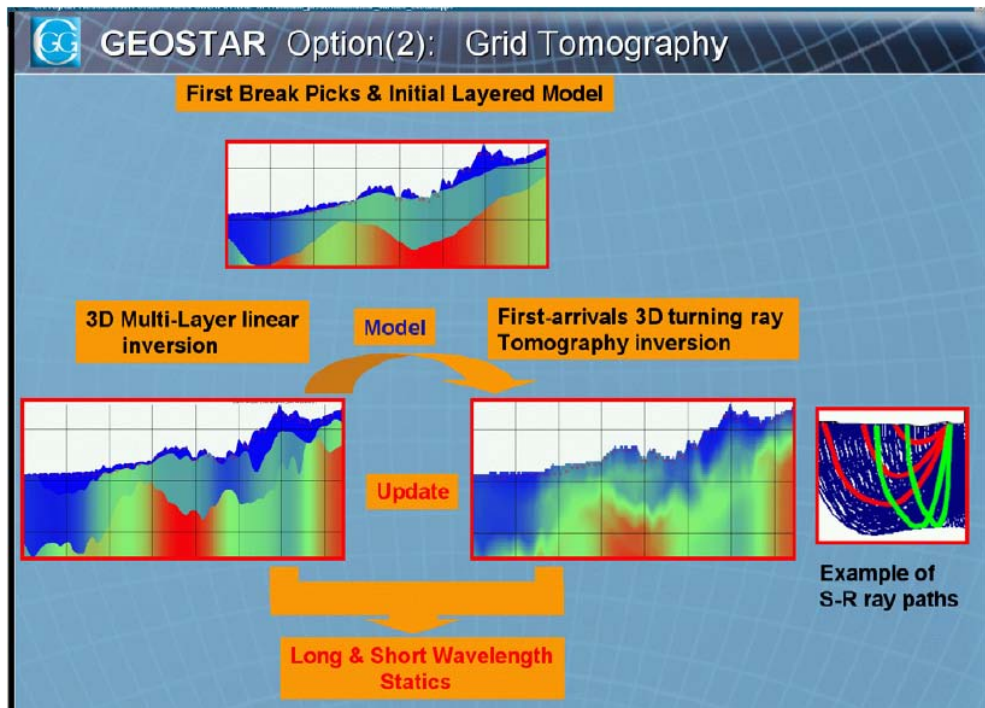 GEOSTAR Option(2): Grid Tomography
First Break Picks & Initial Layered Model
3D Multi-Layer linear
inversion
Model
First-arrivals 3D turning ray
Tomography inversion
Update
Example of
S-R ray paths
Long & Short Wavelength
Statics